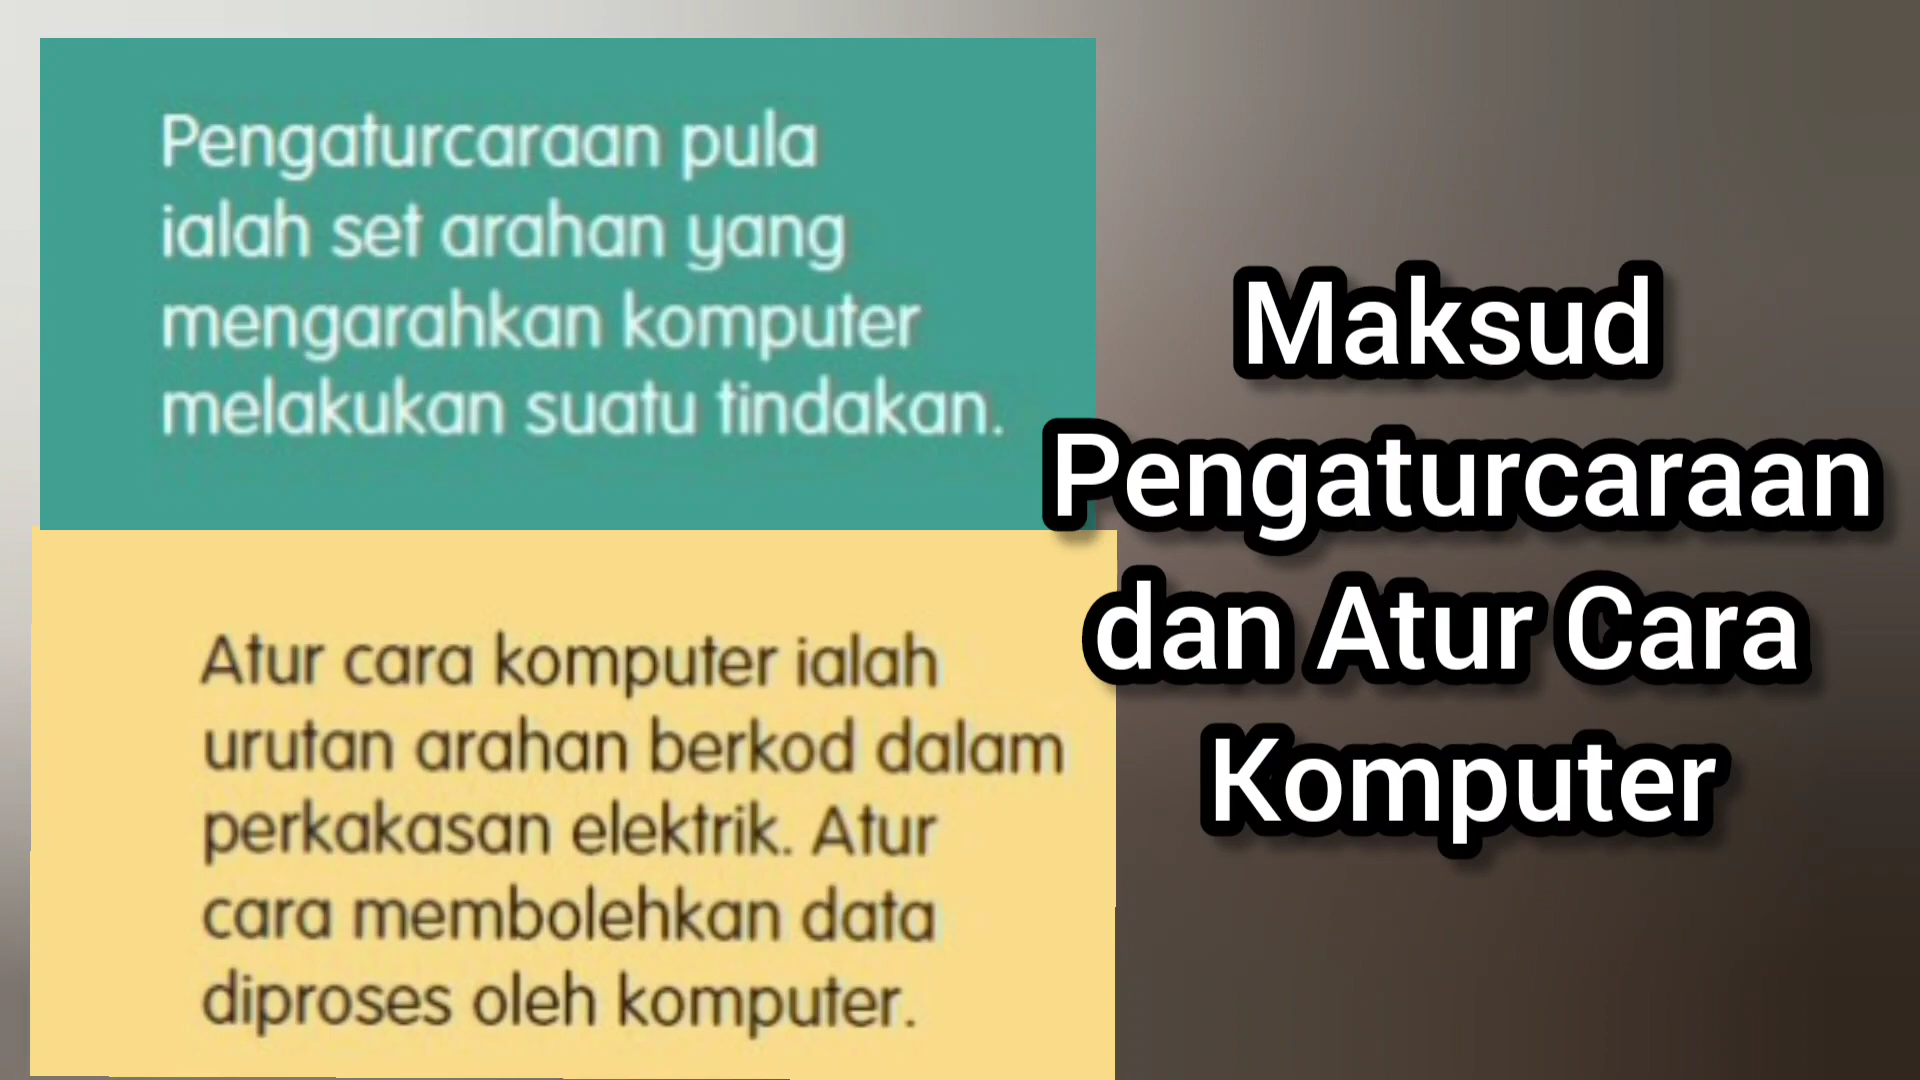 Pengaturcaraan pula
ialah set arahan yang
mengarahkan komputer
melakukan suatu tindakan.
Atur cara komputer ialah
urutan arahan berkod dalam
perkakasan elektrik. Atur
cara membolehkan data
diproses oleh komputer.
Maksud
Pengaturcaraan
dan Atur Cara
Komputer